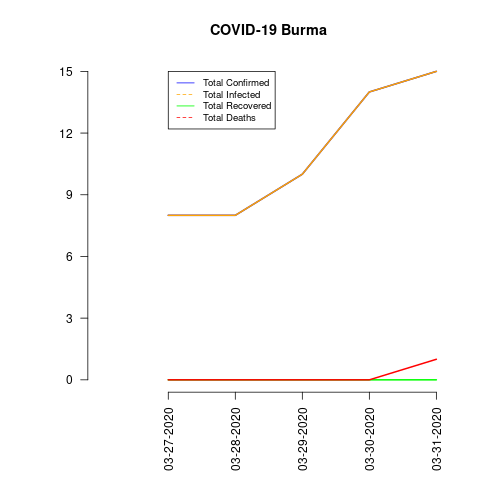 COVID-19 Burma
Total Confirmed
Total Infected
Total Recovered
Total Deaths
15
12
9
6
3
0
03-27-2020
03-28-2020
03-29-2020
03-30-2020
03-31-2020